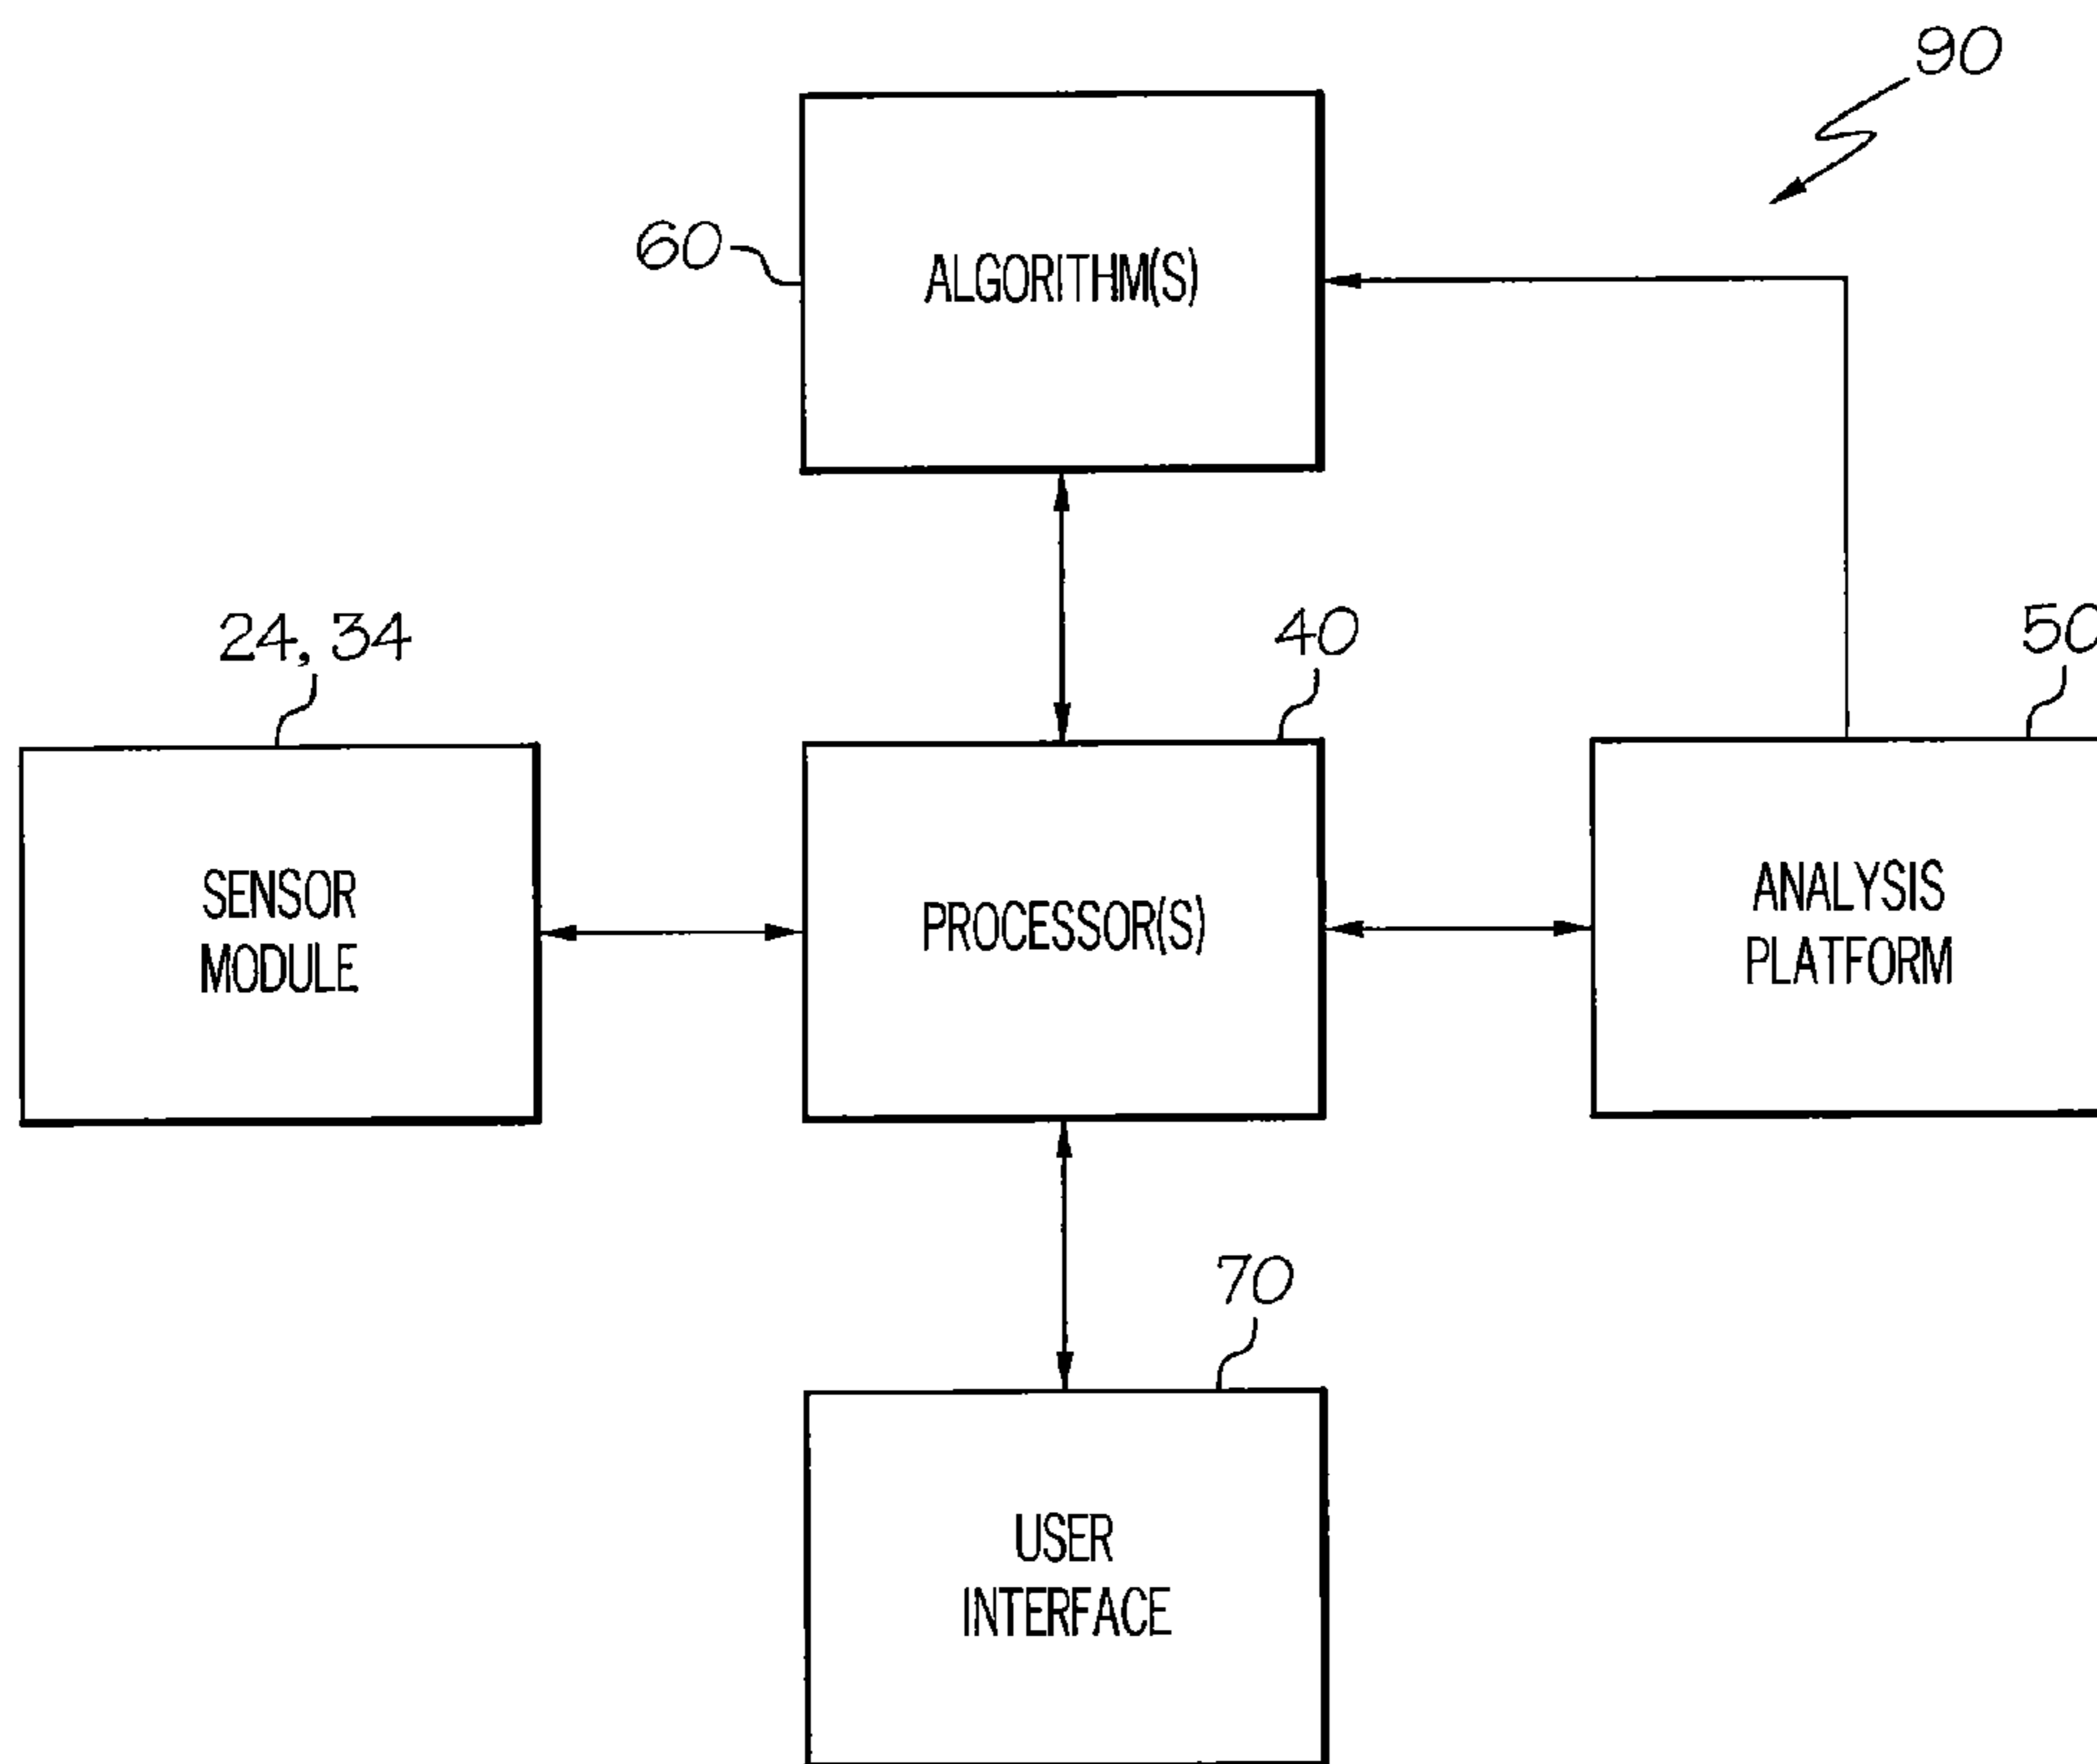 90
60
ALGORITHM(S)
24, 34
40
50
SENSOR
MODULE
PROCESSOR(S)
ANALYSIS
PLATFORM
70
USER
INTERFACE